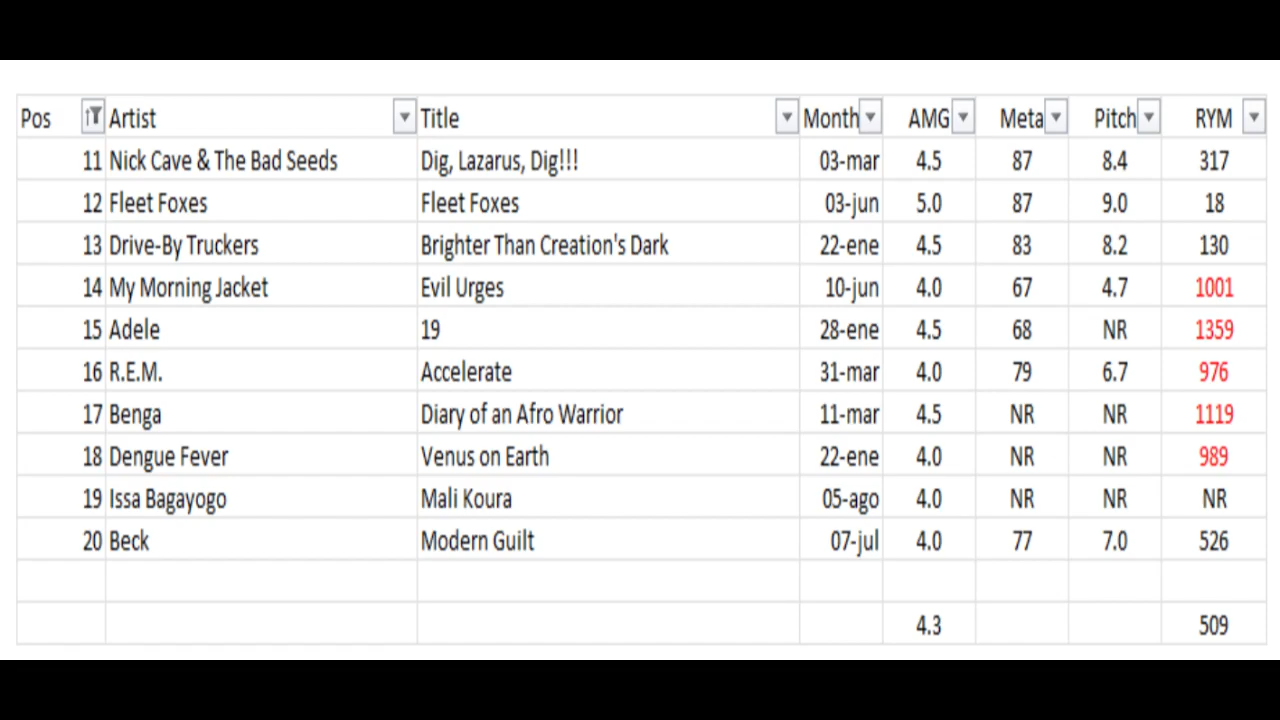 Pos Artist Title Month AMG Meta Pitch RYM
11 Nick Cave & The Bad Seeds Dig, Lazarus, Dig!!! 03-mar 4.5 87 8.4 317
12 Fleet Foxes Fleet Foxes 03-jun 5.0 87 9.0 18
13 Drive-By Truckers Brighter Than Creation's Dark 22-ene 4.5 83 8.2 130
14 My Morning Jacket Evil Urges 10-jun 4.0 67 4.7 1001
15 Adele 19 28-ene 4.5 68 NR 1359
16 R.E.M. Accelerate 31-mar 4.0 79 6.7 976
17 Benga Diary of an Afro Warrior 11-mar 4.5 NR NR 1119
18 Dengue Fever Venus on Earth 22-ene 4.0 NR NR 989
19 Issa Bagayogo Mali Koura 05-ago 4.0 NR NR NR
20 Beck Modern Guilt 07-jul 4.0 77 7.0 526
4.3 509